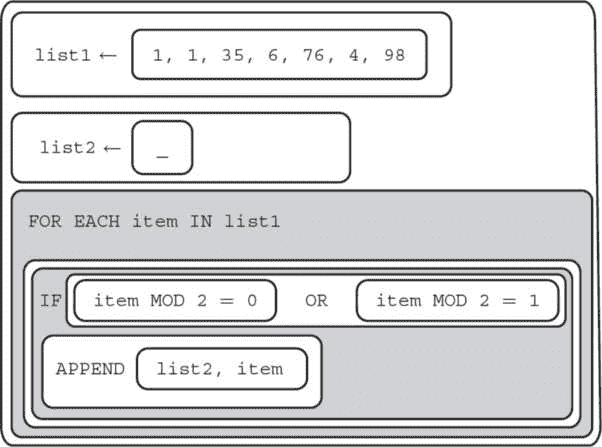 list1 ← 1, 1, 35, 6, 76, 4, 98
list2 ← _
FOR EACH item IN list1
IF item MOD 2 = 0 OR item MOD 2 = 1
APPEND list2, item